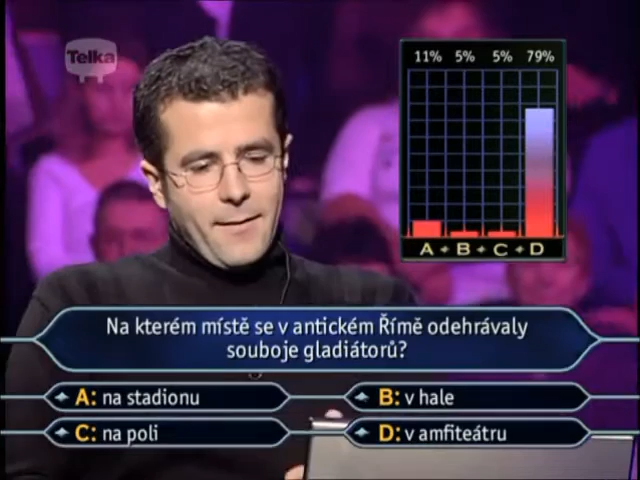 Telka
11% 5% 5% 79%
A B C D
Na kterém místě se v antickém Římě odehrávaly
souboje gladiátorů?
A: na stadionu
B: v hale
C: na poli
D: v amfiteátru